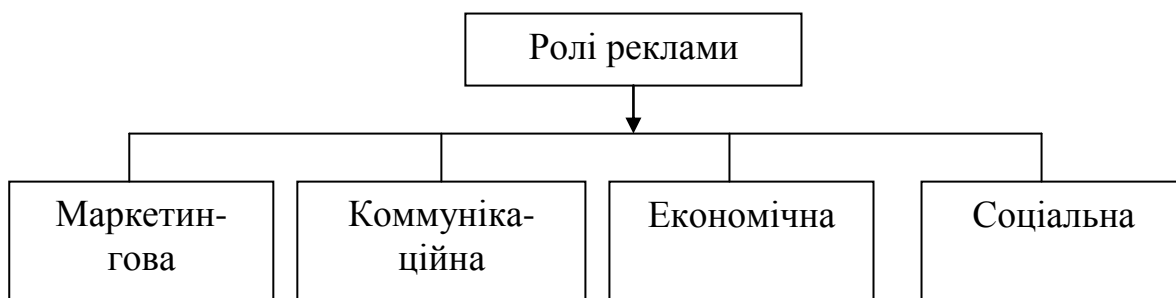 Ролі реклами
Маркетин-
гова
Коммуніка-
ційна
Економічна
Соціальна